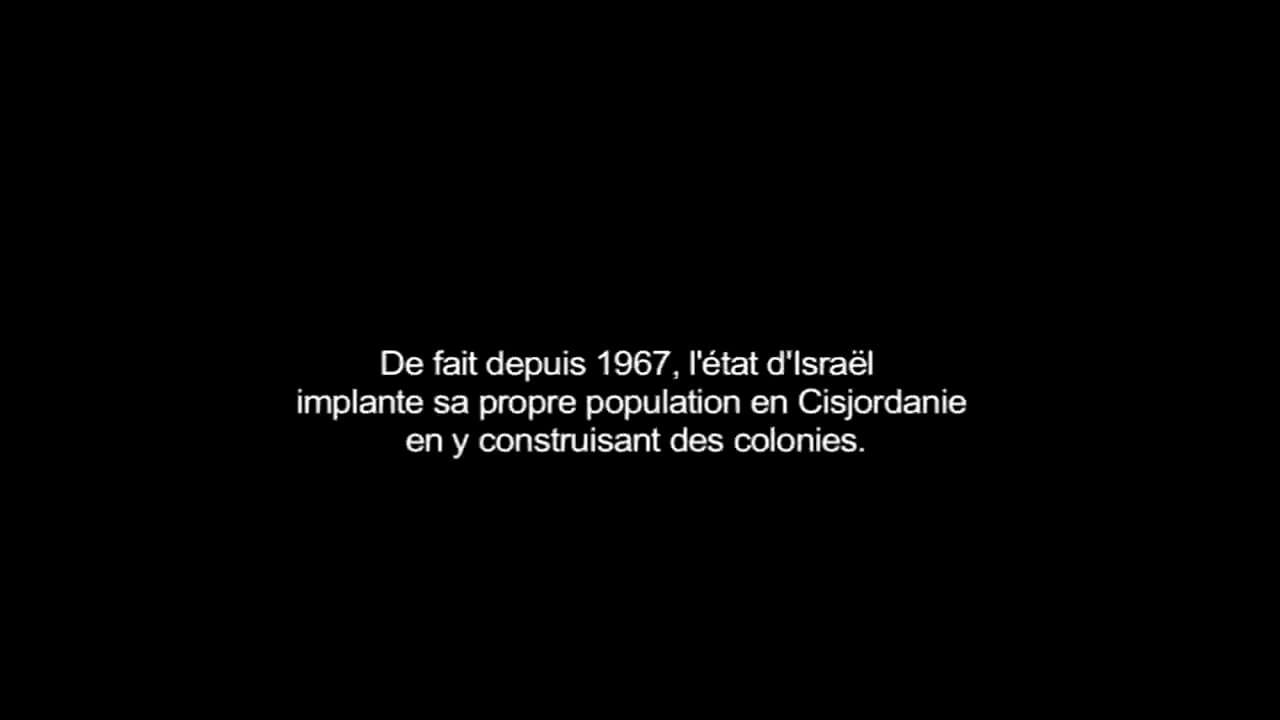 De fait depuis 1967, l'état d'Israël
implante sa propre population en Cisjordanie
en y construisant des colonies.